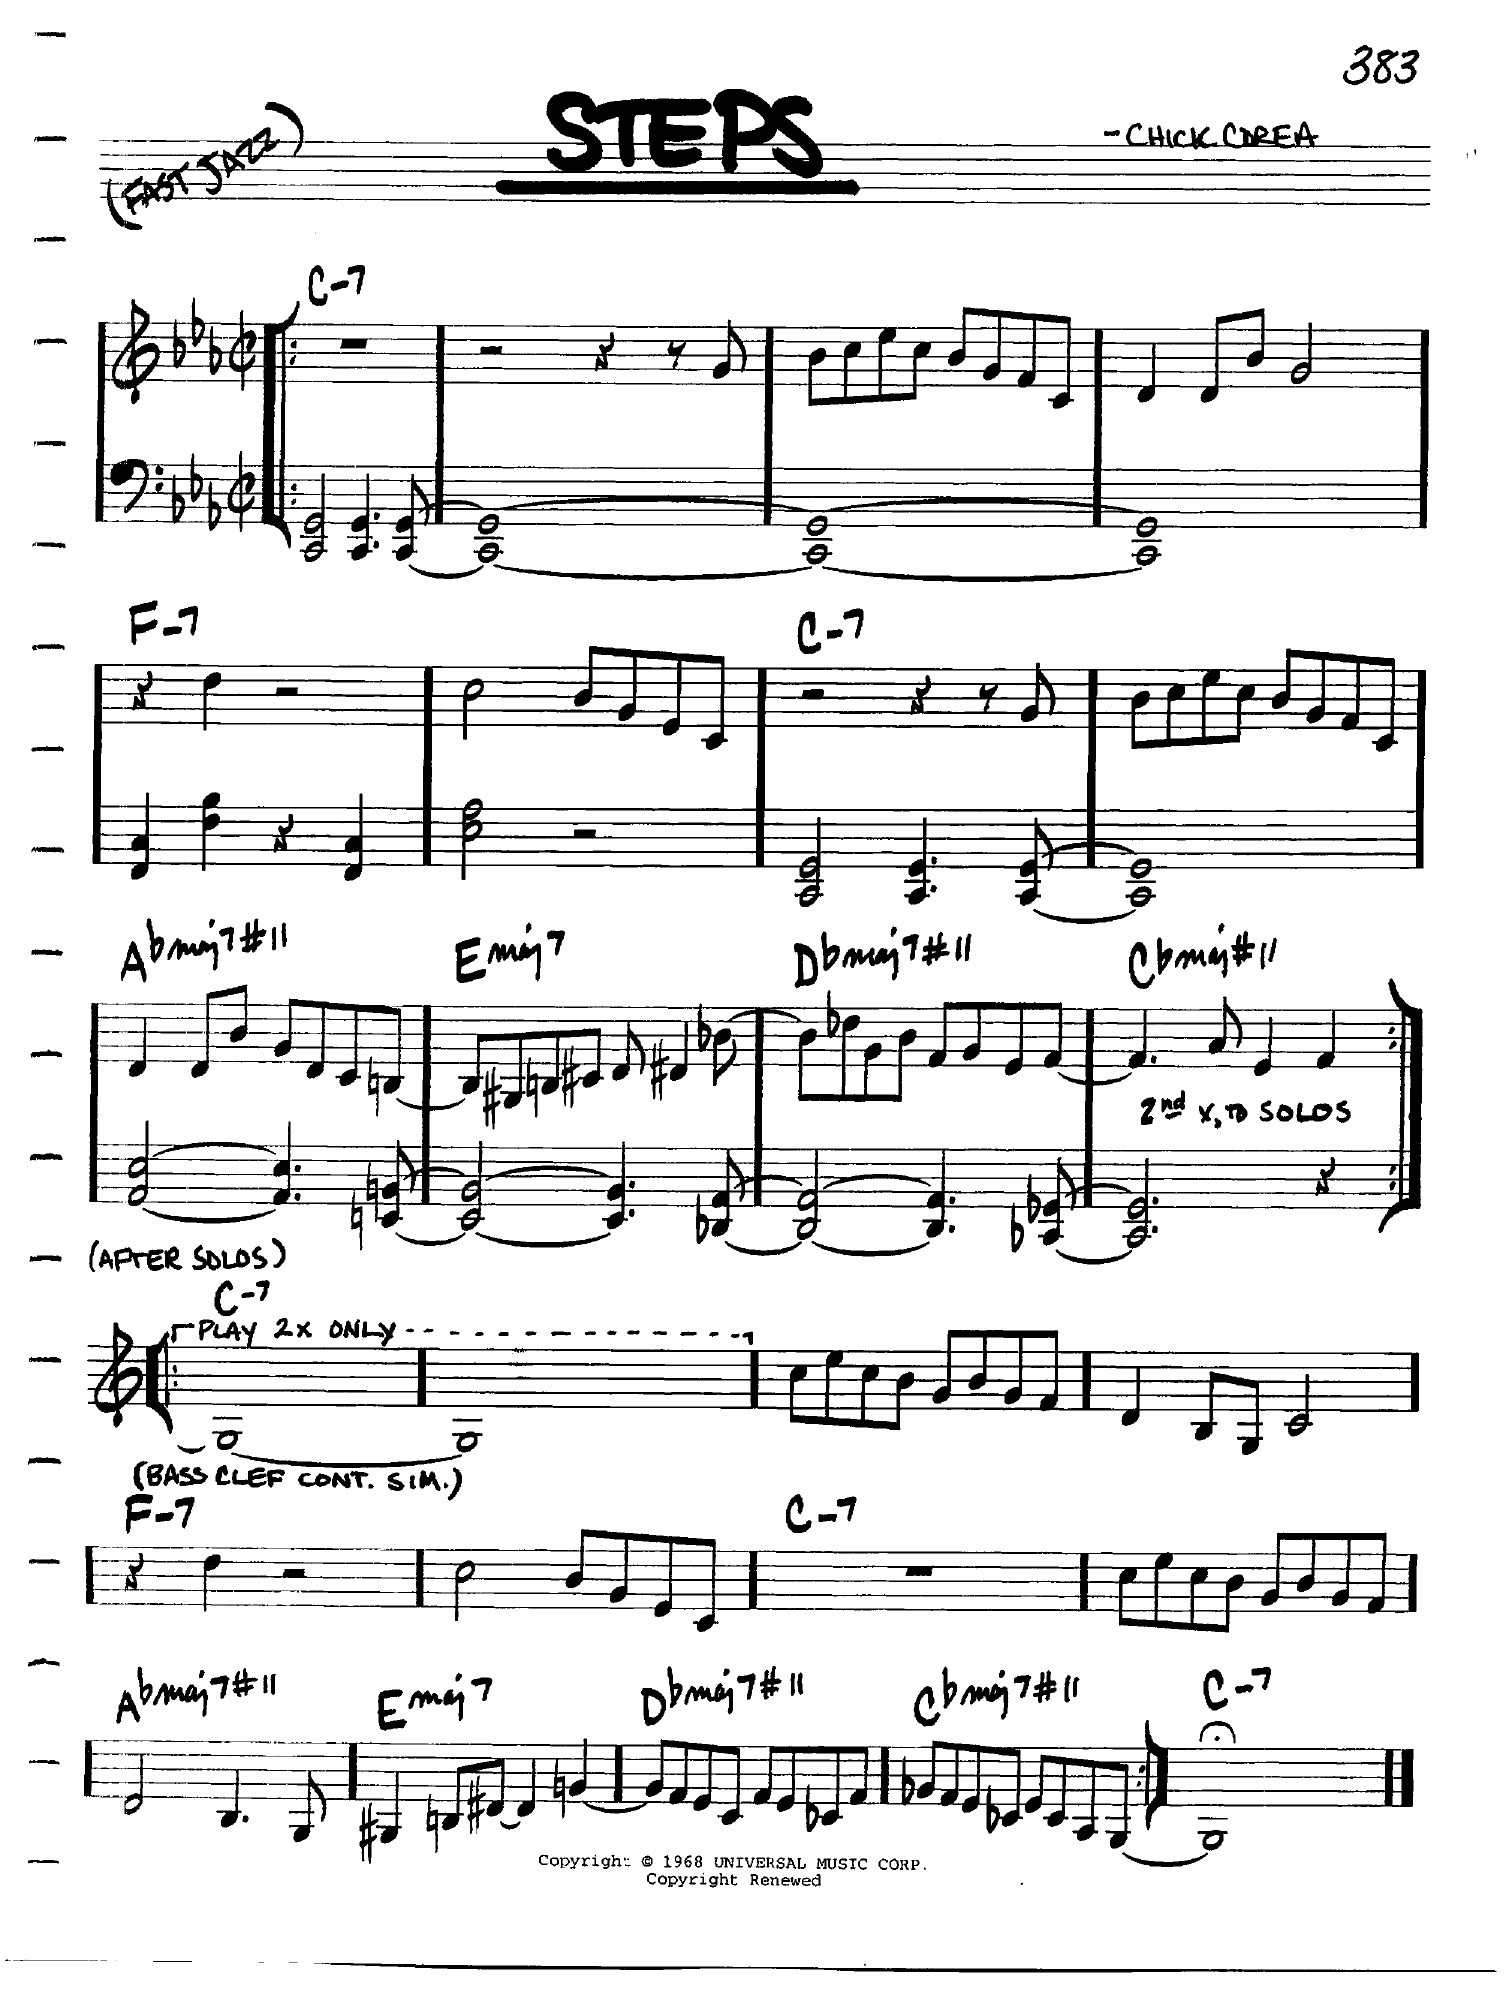 383
STEPS
- CHICK COREA
(FAST JAZZ)
C-7
F-7 C-7
Abmaj7#11 Emaj7 Dbmaj7#11 Cbmaj#11
2nd X, TO SOLOS
(AFTER SOLOS)
C-7
PLAY 2X ONLY
(BASS CLEF CONT. SIM.)
F-7 C-7
Abmaj7#11 Emaj7 Dbmaj7#11 Cbmaj7#11 C-7
Copyright © 1968 UNIVERSAL MUSIC CORP.
Copyright Renewed